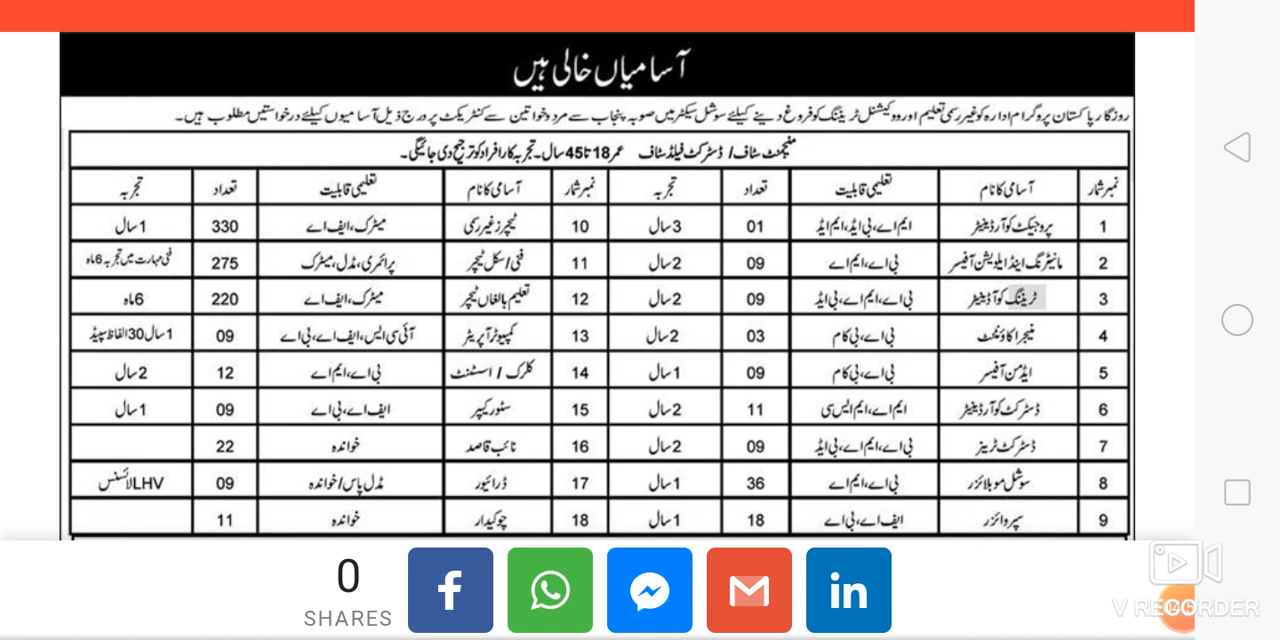 آسامیاں خالی ہیں
روزگار پاکستان پروگرام ادارہ کو غیر رسمی تعلیم اور ووکیشنل ٹریننگ کو فروغ دینے کیلئے سوشل سیکٹر میں صوبہ پنجاب سے مرد و خواتین سے کنٹریکٹ پر درج ذیل آسامیوں کیلئے درخواستیں مطلوب ہیں۔
منیجمنٹ سٹاف/ ڈسٹرکٹ فیلڈ سٹاف عمر 18 تا 45 سال۔ تجربہ کار افراد کو ترجیح دی جائیگی۔
نمبر شمار آسامی کا نام تعلیمی قابلیت تعداد تجربہ نمبر شمار آسامی کا نام تعلیمی قابلیت تعداد تجربہ
1 پروجیکٹ کوآرڈینیٹر ایم اے، بی ایڈ، ایم ایڈ 01 3 سال 10 ٹیچرز غیر رسمی میٹرک، ایف اے 330 1 سال
2 مانیٹرنگ اینڈ ایلویشن آفیسر بی اے، ایم اے 09 2 سال 11 فنی/ سکل ٹیچر پرائمری، مڈل، میٹرک 275 فنی مہارت میں تجربہ 6 ماہ
3 ٹریننگ کوآڈینیٹر بی اے، ایم اے، بی ایڈ 09 2 سال 12 تعلیم بالغاں ٹیچر میٹرک، ایف اے 220 6 ماہ
4 منیجر اکاؤنٹ بی اے، بی کام 03 2 سال 13 کمپیوٹر آپریٹر آئی سی ایس، ایف اے، بی اے 09 1 سال 30 الفاظ سپیڈ
5 ایڈمن آفیسر بی اے، بی کام 09 1 سال 14 کلرک / اسسٹنٹ بی اے، ایم اے 12 2 سال
6 ڈسٹرکٹ کوآرڈینیٹر ایم اے، ایم ایس سی 11 2 سال 15 سٹور کیپر ایف اے، بی اے 09 1 سال
7 ڈسٹرکٹ ٹرینز بی اے، ایم اے، بی ایڈ 09 2 سال 16 نائب قاصد خواندہ 22
8 سوشل موبلائزر بی اے، ایم اے 36 1 سال 17 ڈرائیور مڈل پاس/ خواندہ 09 LHV لائسنس
9 سپروائزر ایف اے، بی اے 18 1 سال 18 چوکیدار خواندہ 11
0
SHARES
in
V RECORDER